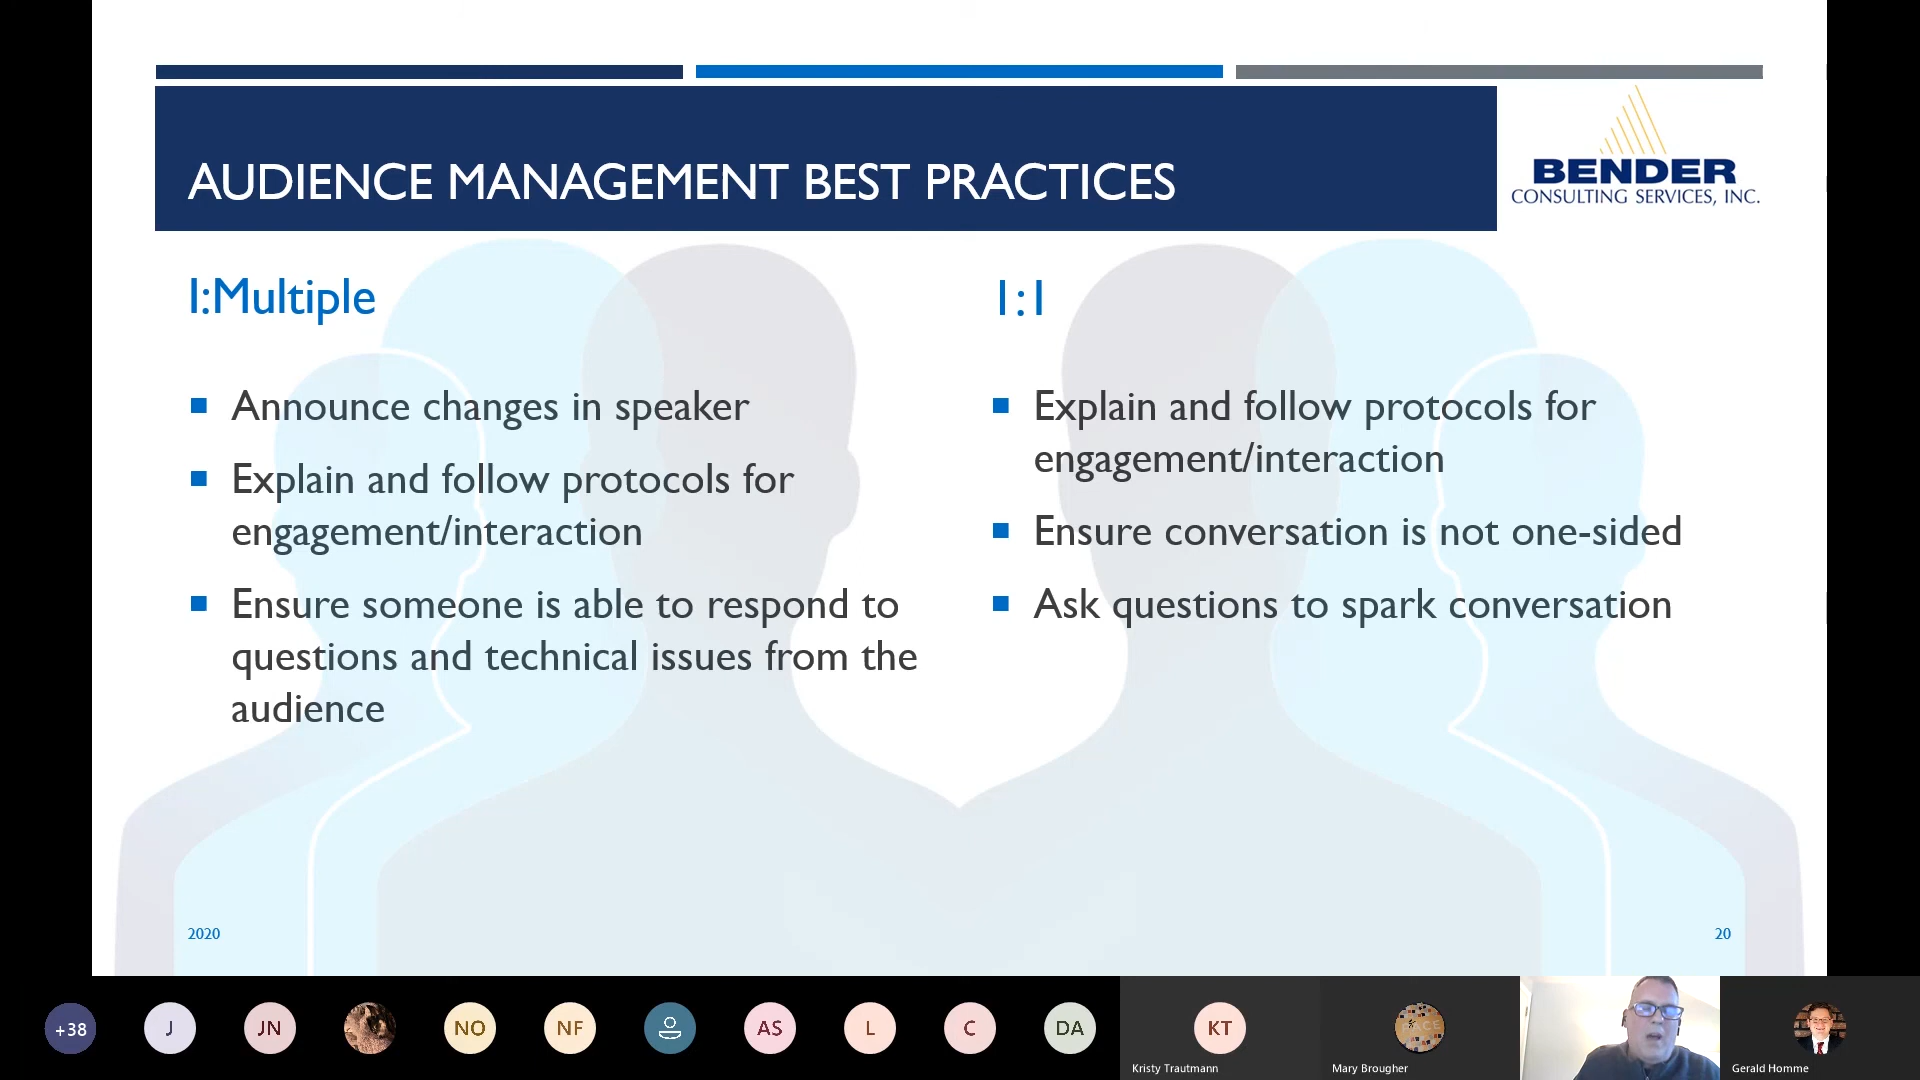 AUDIENCE MANAGEMENT BEST PRACTICES
BENDER
CONSULTING SERVICES, INC.
1:Multiple
Announce changes in speaker
Explain and follow protocols for
engagement/interaction
Ensure someone is able to respond to
questions and technical issues from the
audience
1:1
Explain and follow protocols for
engagement/interaction
Ensure conversation is not one-sided
Ask questions to spark conversation
2020
20
+38
J
JN
NO
NF
AS
L
C
DA
KT
Kristy Trautmann
PACE
Mary Brougher
Gerald Homme